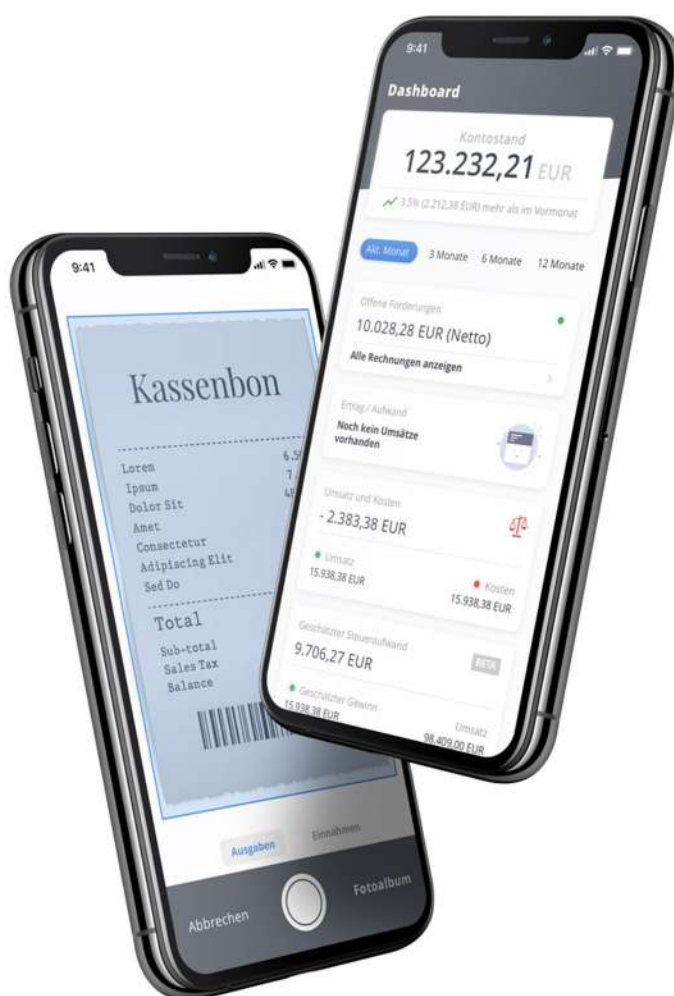 9:41
Dashboard
Kontostand
123.232,21 EUR
3.5% (2.212,38 EUR) mehr als im Vormonat
Akt. Monat 3 Monate 6 Monate 12 Monate
Offene Forderungen
10.028,28 EUR (Netto)
Alle Rechnungen anzeigen
Ertrag / Aufwand
Noch kein Umsätze
vorhanden
Umsatz und Kosten
- 2.383,38 EUR
Umsatz Kosten
15.938,38 EUR 15.938,38 EUR
Geschätzter Steueraufwand
9.706,27 EUR BETA
Geschätzter Gewinn Umsatz
15.938,38 EUR 98.409,00 EUR
9:41
Kassenbon
Lorem
Ipsum
Dolor Sit
Amet
Consectetur
Adipiscing Elit
Sed Do
Total
Sub-total
Sales Tax
Balance
Ausgaben Einnahmen
Abbrechen Fotoalbum